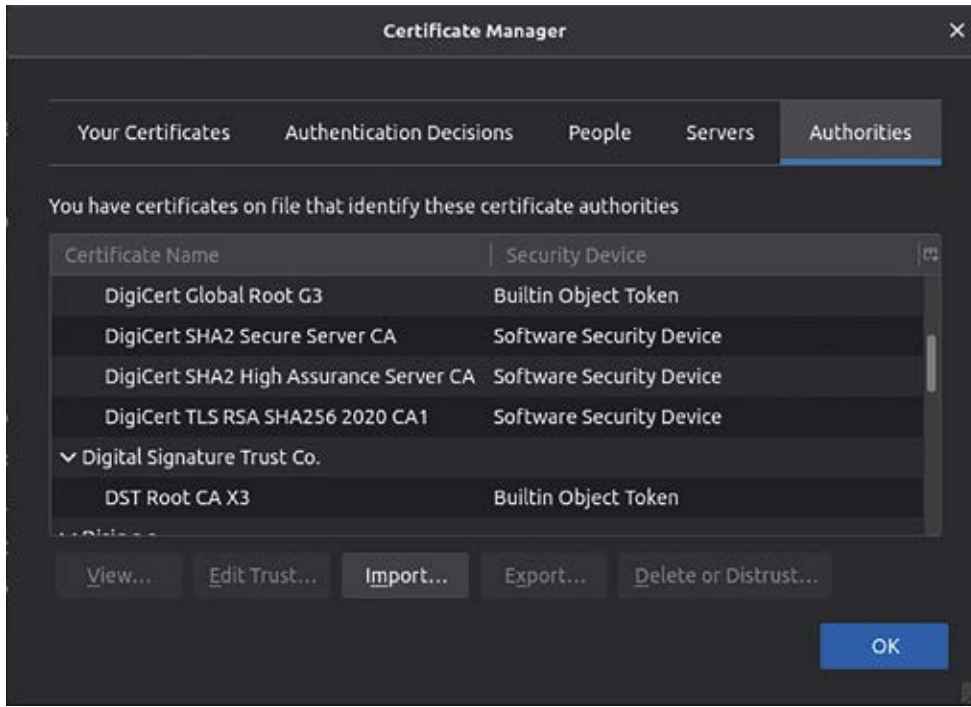 Certificate Manager
Your Certificates Authentication Decisions People Servers Authorities
You have certificates on file that identify these certificate authorities
Certificate Name Security Device
DigiCert Global Root G3 Builtin Object Token
DigiCert SHA2 Secure Server CA Software Security Device
DigiCert SHA2 High Assurance Server CA Software Security Device
DigiCert TLS RSA SHA256 2020 CA1 Software Security Device
Digital Signature Trust Co.
DST Root CA X3 Builtin Object Token
View... Edit Trust... Import... Export... Delete or Distrust...
OK